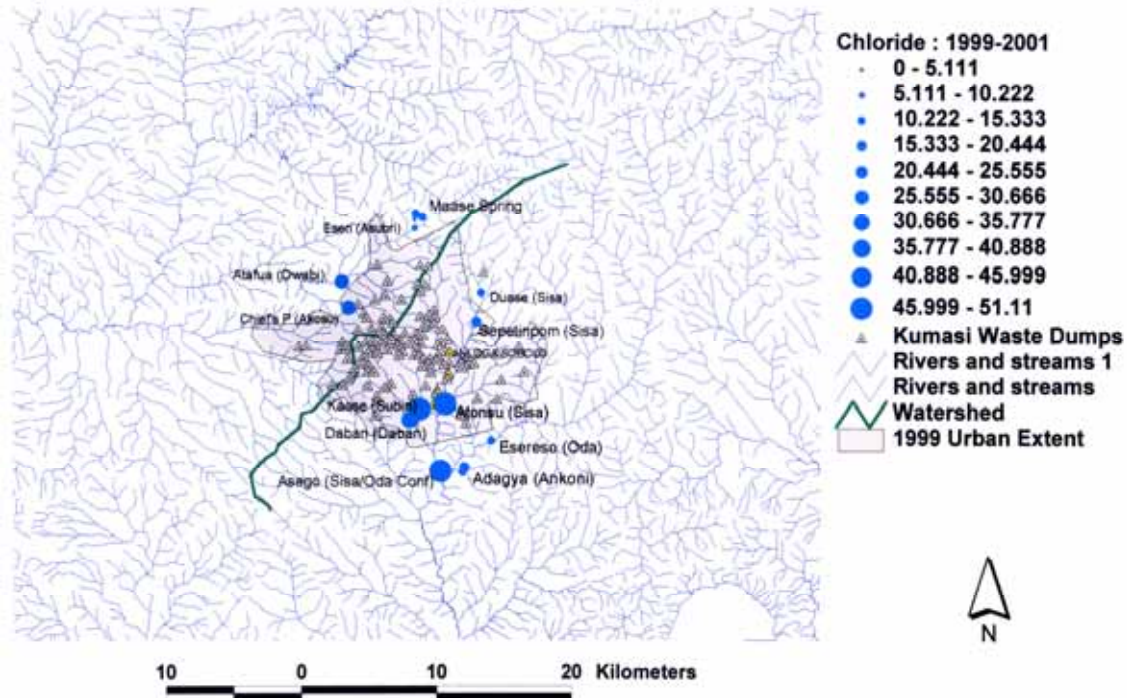 Chloride : 1999-2001
0 - 5.111
5.111 - 10.222
10.222 - 15.333
15.333 - 20.444
20.444 - 25.555
25.555 - 30.666
30.666 - 35.777
35.777 - 40.888
40.888 - 45.999
45.999 - 51.11
Kumasi Waste Dumps
Rivers and streams 1
Rivers and streams
Watershed
1999 Urban Extent
Maase Spring
Esen (Asubri)
Atafua (Owabi)
Duase (Sisa)
Chief's P.
Sepetinpom (Sisa)
Kaase (Subin)
Atonsu (Sisa)
Daban (Daban)
Esereso (Oda)
Asago (Sisa/Oda Conf)
Adagya (Ankoni)
N
10 0 10 20 Kilometers